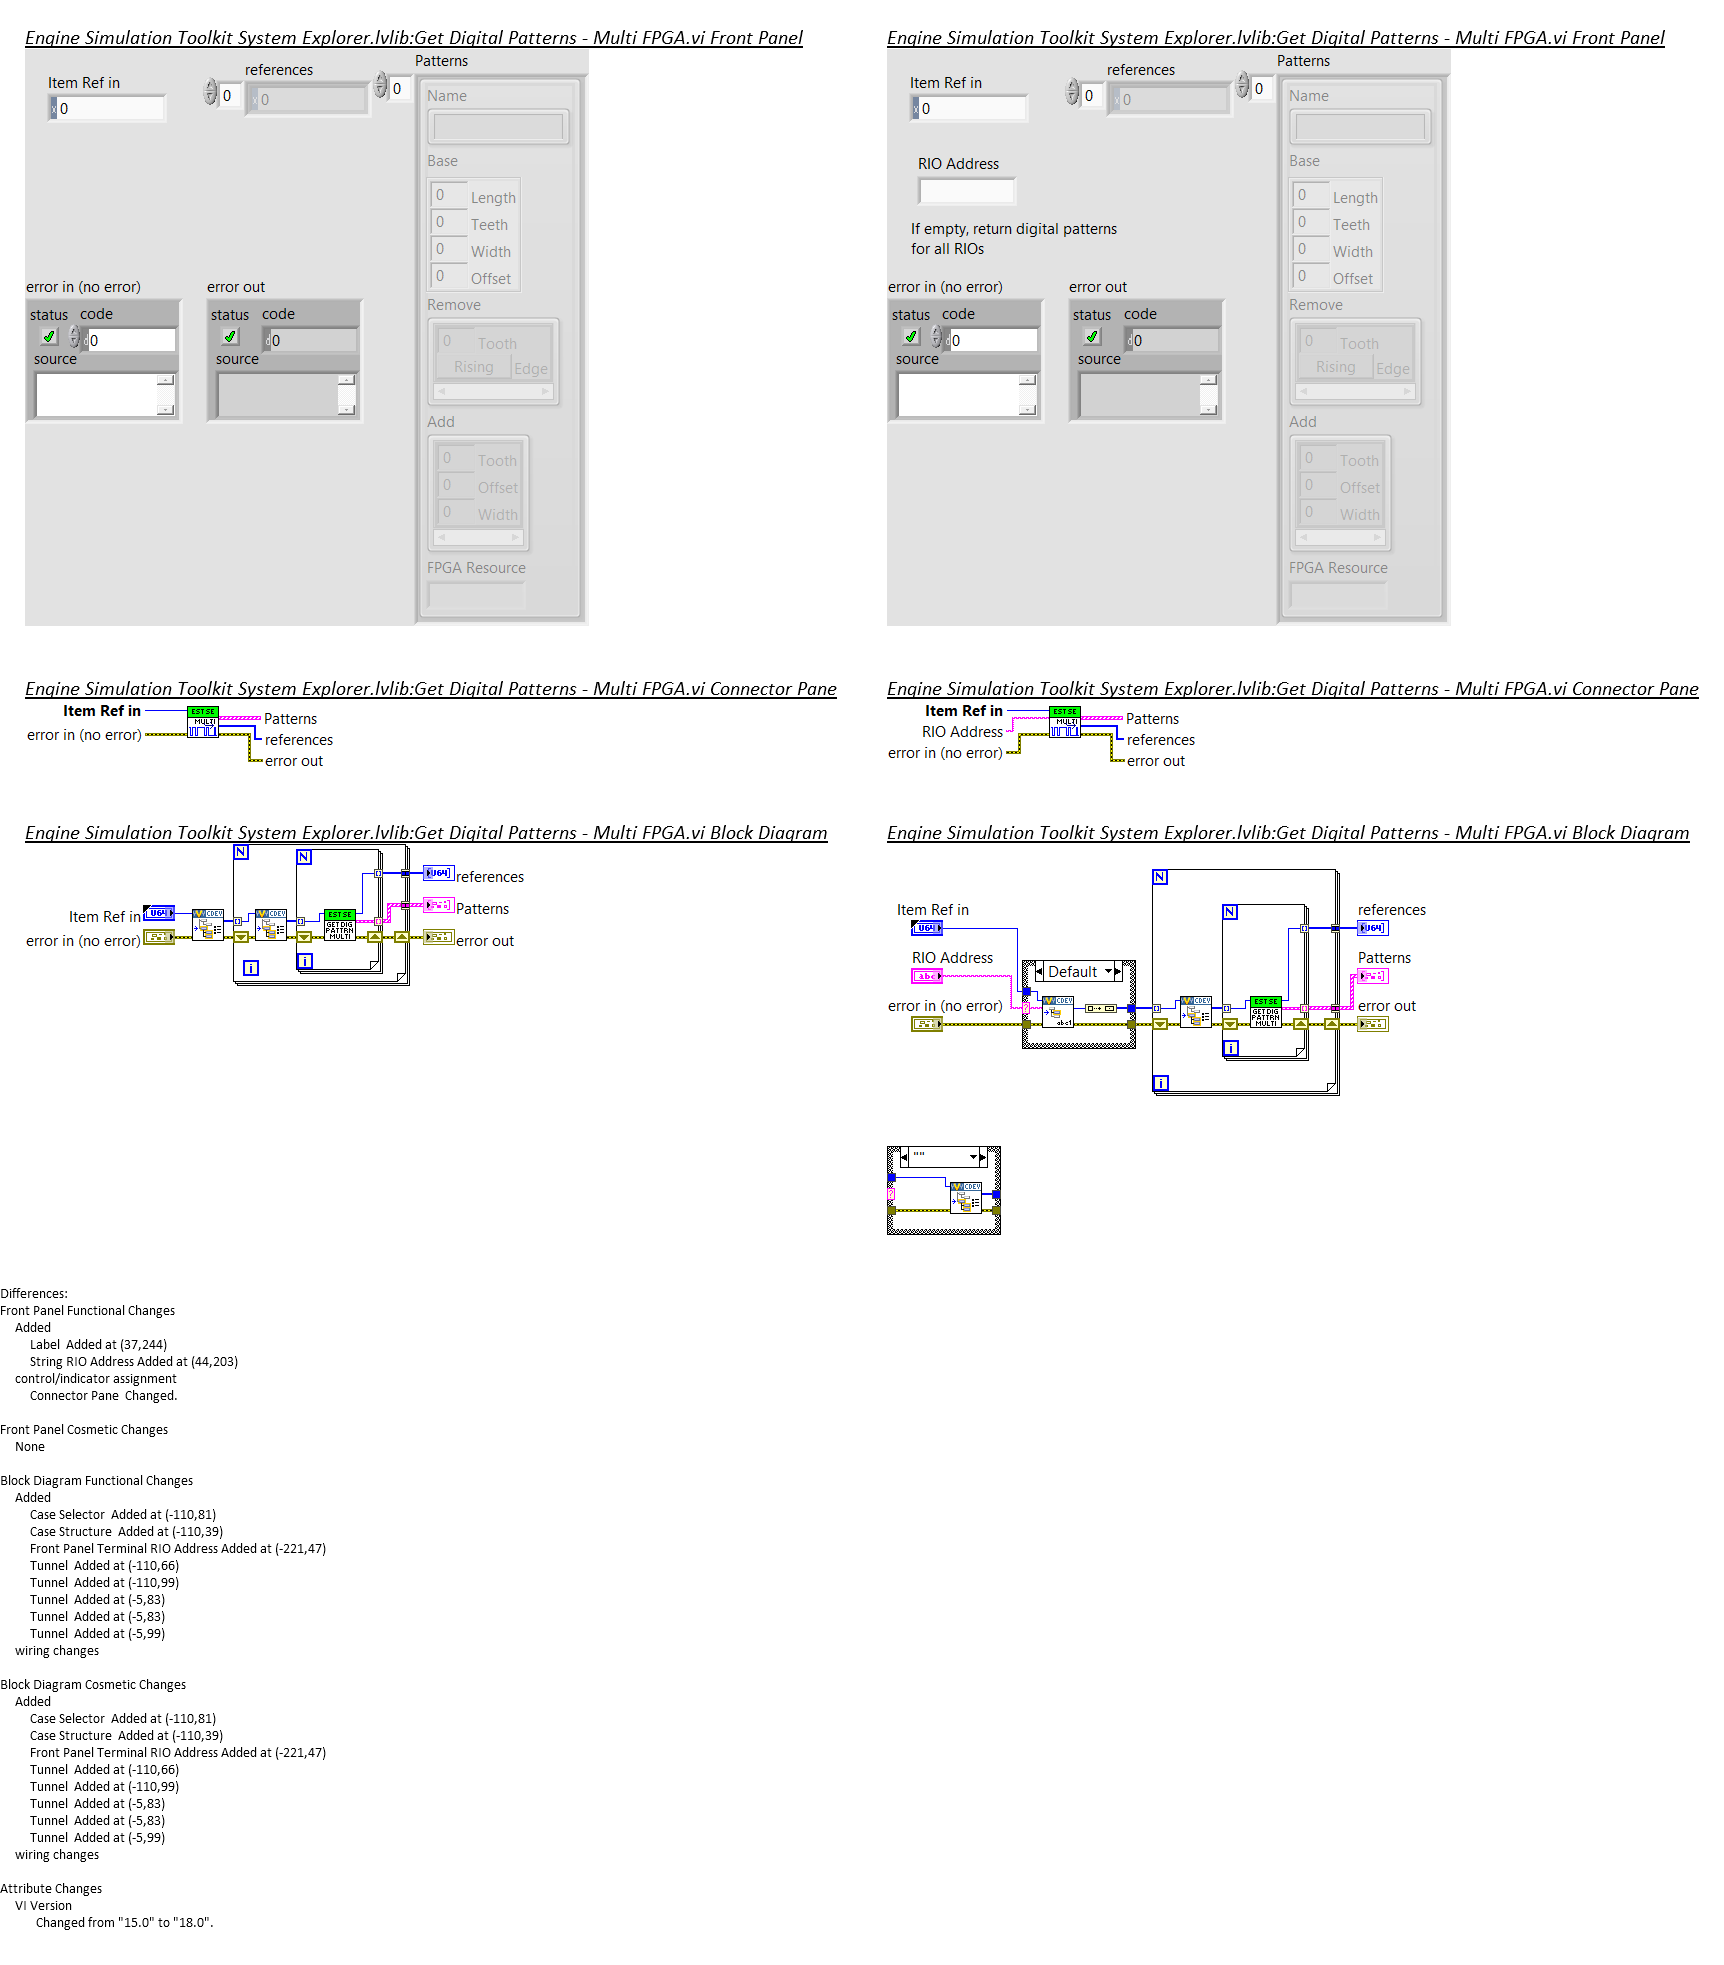 Engine Simulation Toolkit System Explorer.lvlib:Get Digital Patterns - Multi FPGA.vi Front Panel
Item Ref in
x 0
references
0
x 0
Patterns
0
Name
Base
0 Length
0 Teeth
0 Width
0 Offset
Remove
0 Tooth
Rising Edge
Add
0 Tooth
0 Offset
0 Width
FPGA Resource
error in (no error)
status code
d 0
source
error out
status code
d 0
source
Engine Simulation Toolkit System Explorer.lvlib:Get Digital Patterns - Multi FPGA.vi Front Panel
Item Ref in
x 0
references
0
x 0
RIO Address
If empty, return digital patterns
for all RIOs
Patterns
0
Name
Base
0 Length
0 Teeth
0 Width
0 Offset
Remove
0 Tooth
Rising Edge
Add
0 Tooth
0 Offset
0 Width
FPGA Resource
error in (no error)
status code
d 0
source
error out
status code
d 0
source
Engine Simulation Toolkit System Explorer.lvlib:Get Digital Patterns - Multi FPGA.vi Connector Pane
Item Ref in
error in (no error)
EST SE
MULTI
Patterns
references
error out
Engine Simulation Toolkit System Explorer.lvlib:Get Digital Patterns - Multi FPGA.vi Connector Pane
Item Ref in
RIO Address
error in (no error)
EST SE
MULTI
Patterns
references
error out
Engine Simulation Toolkit System Explorer.lvlib:Get Digital Patterns - Multi FPGA.vi Block Diagram
N
N
U64
references
Item Ref in
U64
CDEV
CDEV
EST SE
GET DIG
PATTRN
MULTI
Patterns
error in (no error)
error out
i
i
Engine Simulation Toolkit System Explorer.lvlib:Get Digital Patterns - Multi FPGA.vi Block Diagram
N
N
Item Ref in
U64
references
U64
RIO Address
abc
Default
Patterns
error in (no error)
CDEV
abc1
CDEV
EST SE
GET DIG
PATTRN
MULTI
error out
i
i
""
?
CDEV
Differences:
Front Panel Functional Changes
Added
Label  Added at (37,244)
String RIO Address Added at (44,203)
control/indicator assignment
Connector Pane  Changed.
Front Panel Cosmetic Changes
None
Block Diagram Functional Changes
Added
Case Selector  Added at (-110,81)
Case Structure  Added at (-110,39)
Front Panel Terminal RIO Address Added at (-221,47)
Tunnel  Added at (-110,66)
Tunnel  Added at (-110,99)
Tunnel  Added at (-5,83)
Tunnel  Added at (-5,83)
Tunnel  Added at (-5,99)
wiring changes
Block Diagram Cosmetic Changes
Added
Case Selector  Added at (-110,81)
Case Structure  Added at (-110,39)
Front Panel Terminal RIO Address Added at (-221,47)
Tunnel  Added at (-110,66)
Tunnel  Added at (-110,99)
Tunnel  Added at (-5,83)
Tunnel  Added at (-5,83)
Tunnel  Added at (-5,99)
wiring changes
Attribute Changes
VI Version
Changed from "15.0" to "18.0".